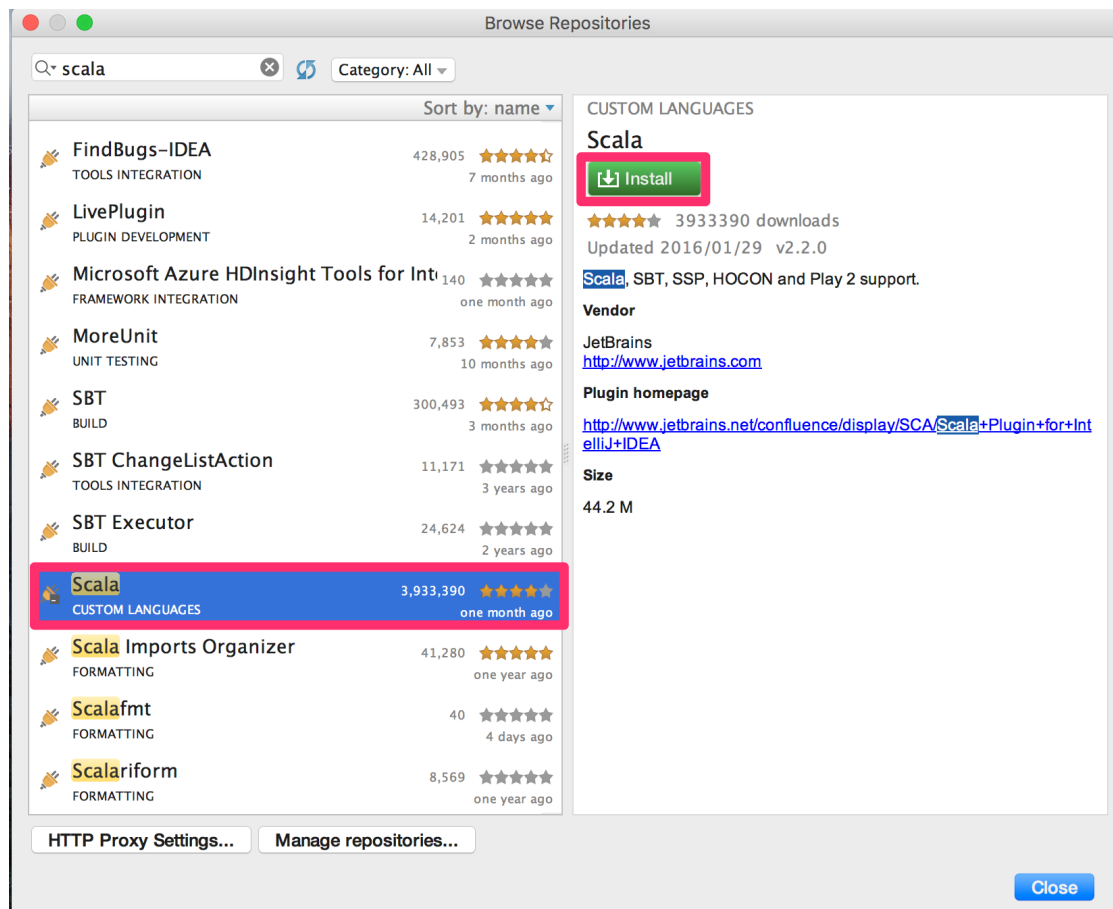 Browse Repositories
scala
Category: All
Sort by: name
FindBugs-IDEA
428,905
TOOLS INTEGRATION
7 months ago
LivePlugin
14,201
PLUGIN DEVELOPMENT
2 months ago
Microsoft Azure HDInsight Tools for Int
140
FRAMEWORK INTEGRATION
one month ago
MoreUnit
7,853
UNIT TESTING
10 months ago
SBT
300,493
BUILD
3 months ago
SBT ChangeListAction
11,171
TOOLS INTEGRATION
3 years ago
SBT Executor
24,624
BUILD
2 years ago
Scala
3,933,390
CUSTOM LANGUAGES
one month ago
Scala Imports Organizer
41,280
FORMATTING
one year ago
Scalafmt
40
FORMATTING
4 days ago
Scalariform
8,569
FORMATTING
one year ago
CUSTOM LANGUAGES
Scala
Install
3933390 downloads
Updated 2016/01/29 v2.2.0
Scala, SBT, SSP, HOCON and Play 2 support.
Vendor
JetBrains
http://www.jetbrains.com
Plugin homepage
http://www.jetbrains.net/confluence/display/SCA/Scala+Plugin+for+Int
elliJ+IDEA
Size
44.2 M
HTTP Proxy Settings...
Manage repositories...
Close